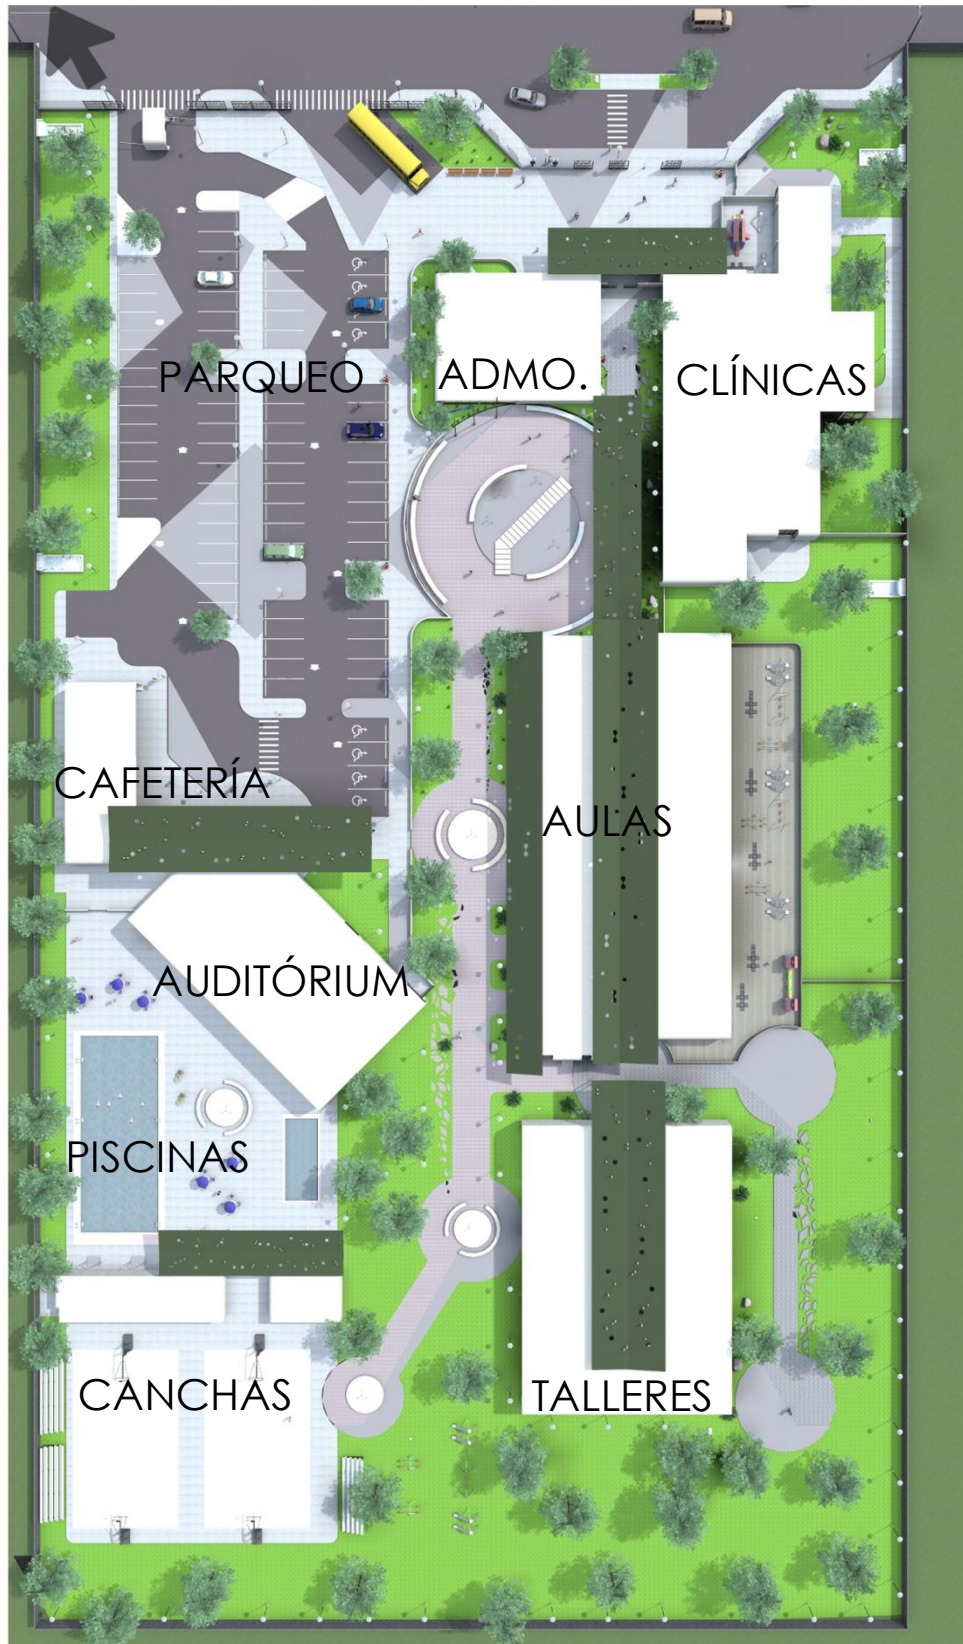 PARQUEO
ADMO.
CLÍNICAS
CAFETERÍA
AULAS
AUDITÓRIUM
PISCINAS
CANCHAS
TALLERES